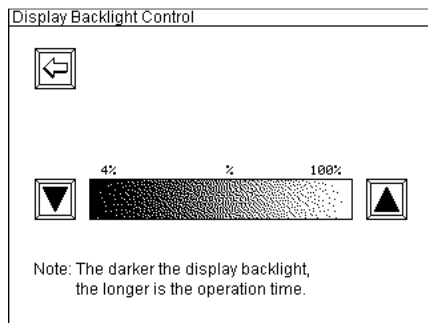 Display Backlight Control
4% % 100%
Note: The darker the display backlight,
the longer is the operation time.